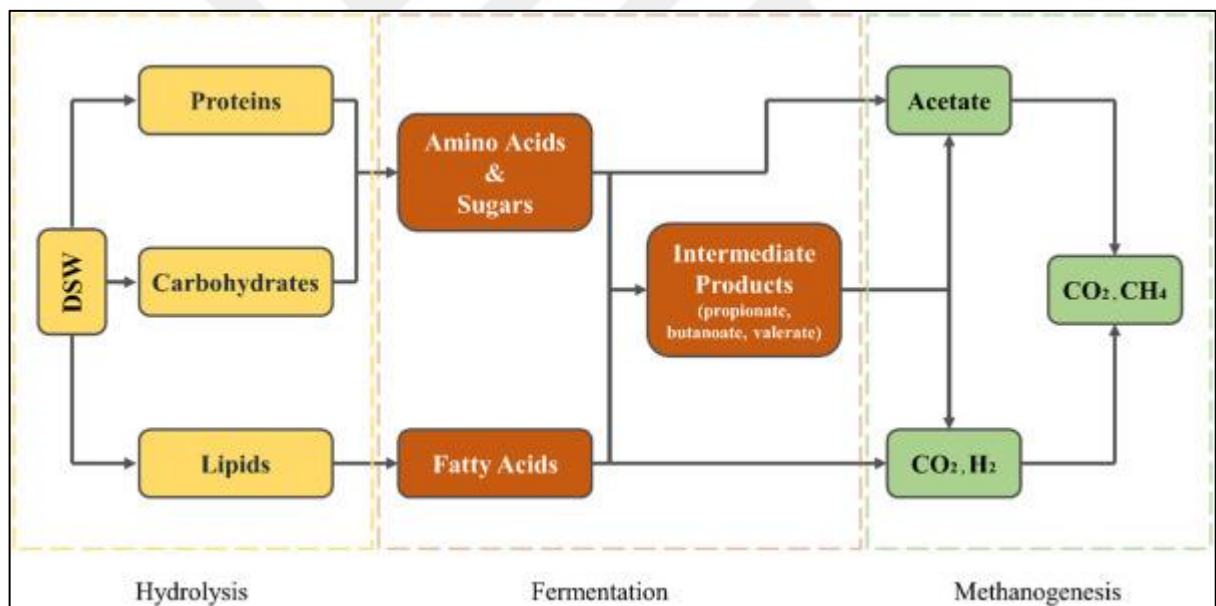 Proteins
Amino Acids
&
Sugars
Acetate
DSW
Carbohydrates
Intermediate
Products
(propionate,
butanoate, valerate)
CO₂, CH₄
Lipids
Fatty Acids
CO₂, H₂
Hydrolysis
Fermentation
Methanogenesis